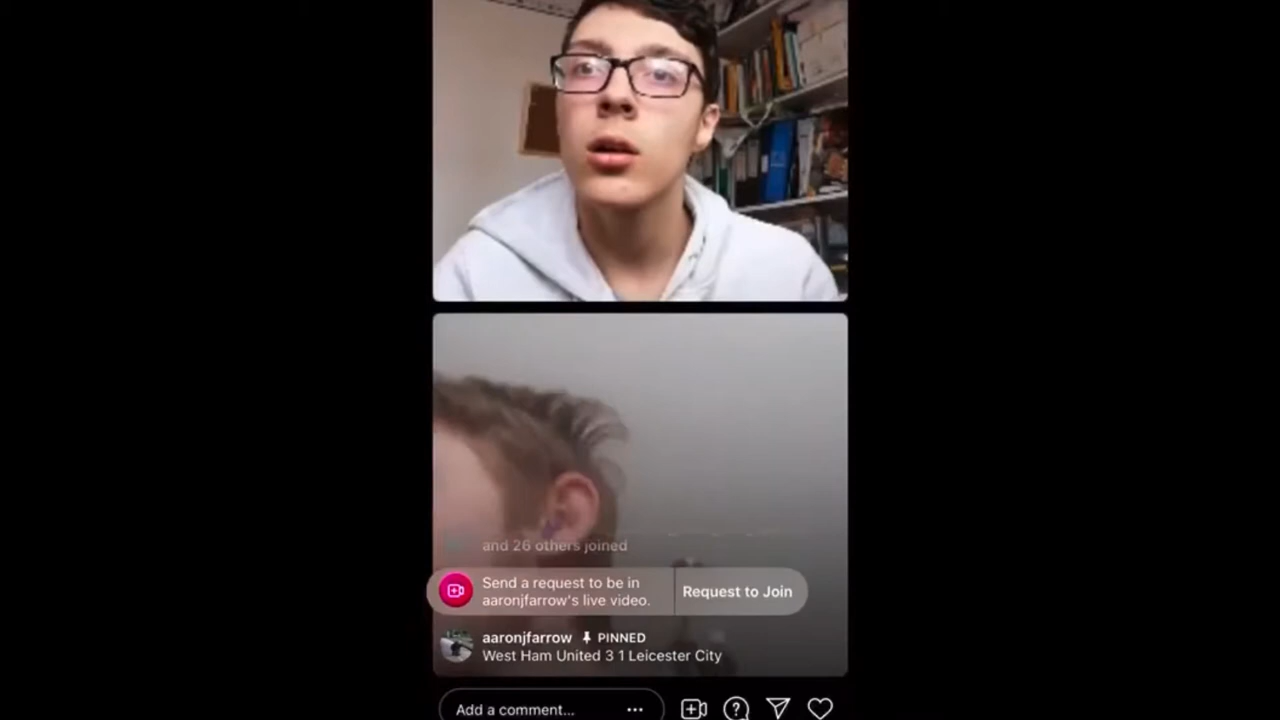 and 26 others joined
Send a request to be in
aaronjfarrow's live video.
Request to Join
aaronjfarrow PINNED
West Ham United 3 1 Leicester City
Add a comment...